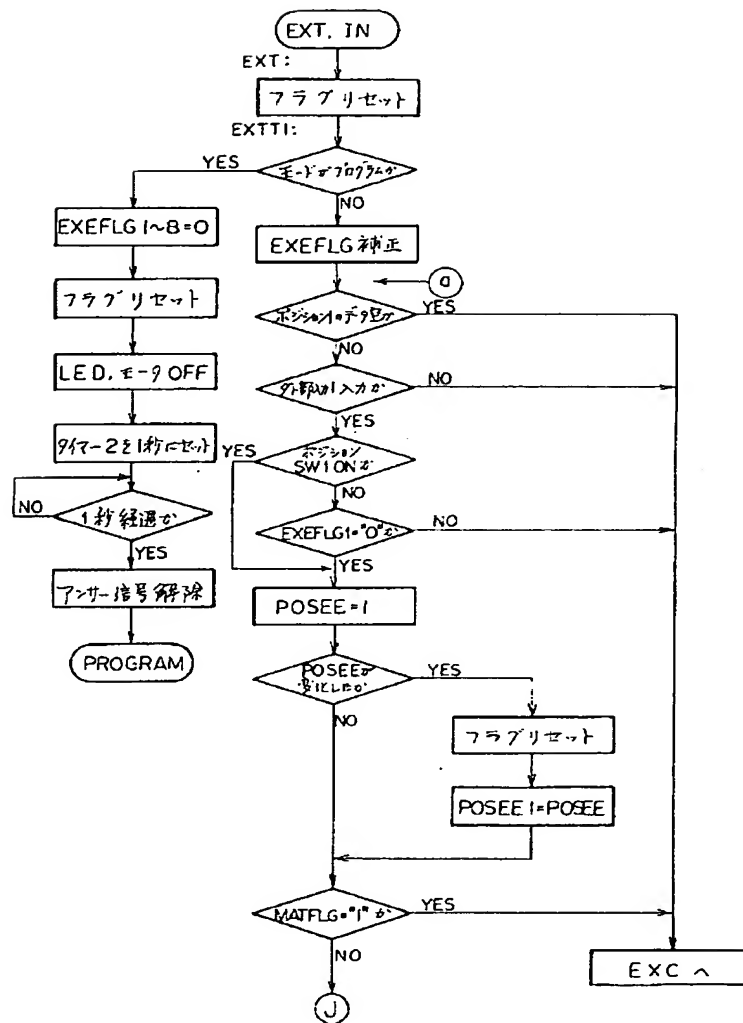 EXT. IN
EXT:
フラグリセット
EXTT1:
モードがプログラムか
YES
NO
EXEFLG1~8=0
EXEFLG補正
a
フラグリセット
ポジション1のデータ空か
YES
NO
LED.モータOFF
外部が1入力か
NO
YES
タイマー2を1秒にセット
YES
ポジション
SW1ONか
NO
NO
1秒経過か
EXEFLG1="0"か
NO
YES
YES
アンサー信号解除
POSEE=1
PROGRAM
POSEEが
変化したか
YES
NO
フラグリセット
POSEE1=POSEE
MATFLG="1"か
YES
NO
EXCへ
J